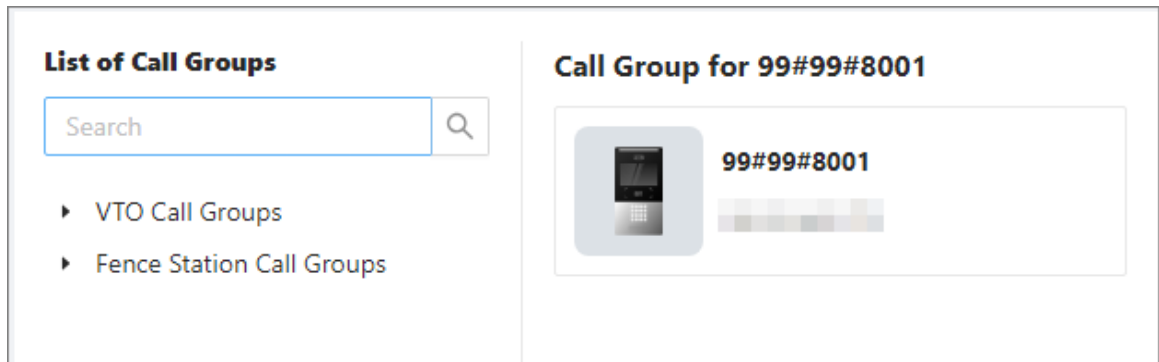 List of Call Groups
Search
VTO Call Groups
Fence Station Call Groups
Call Group for 99#99#8001
99#99#8001